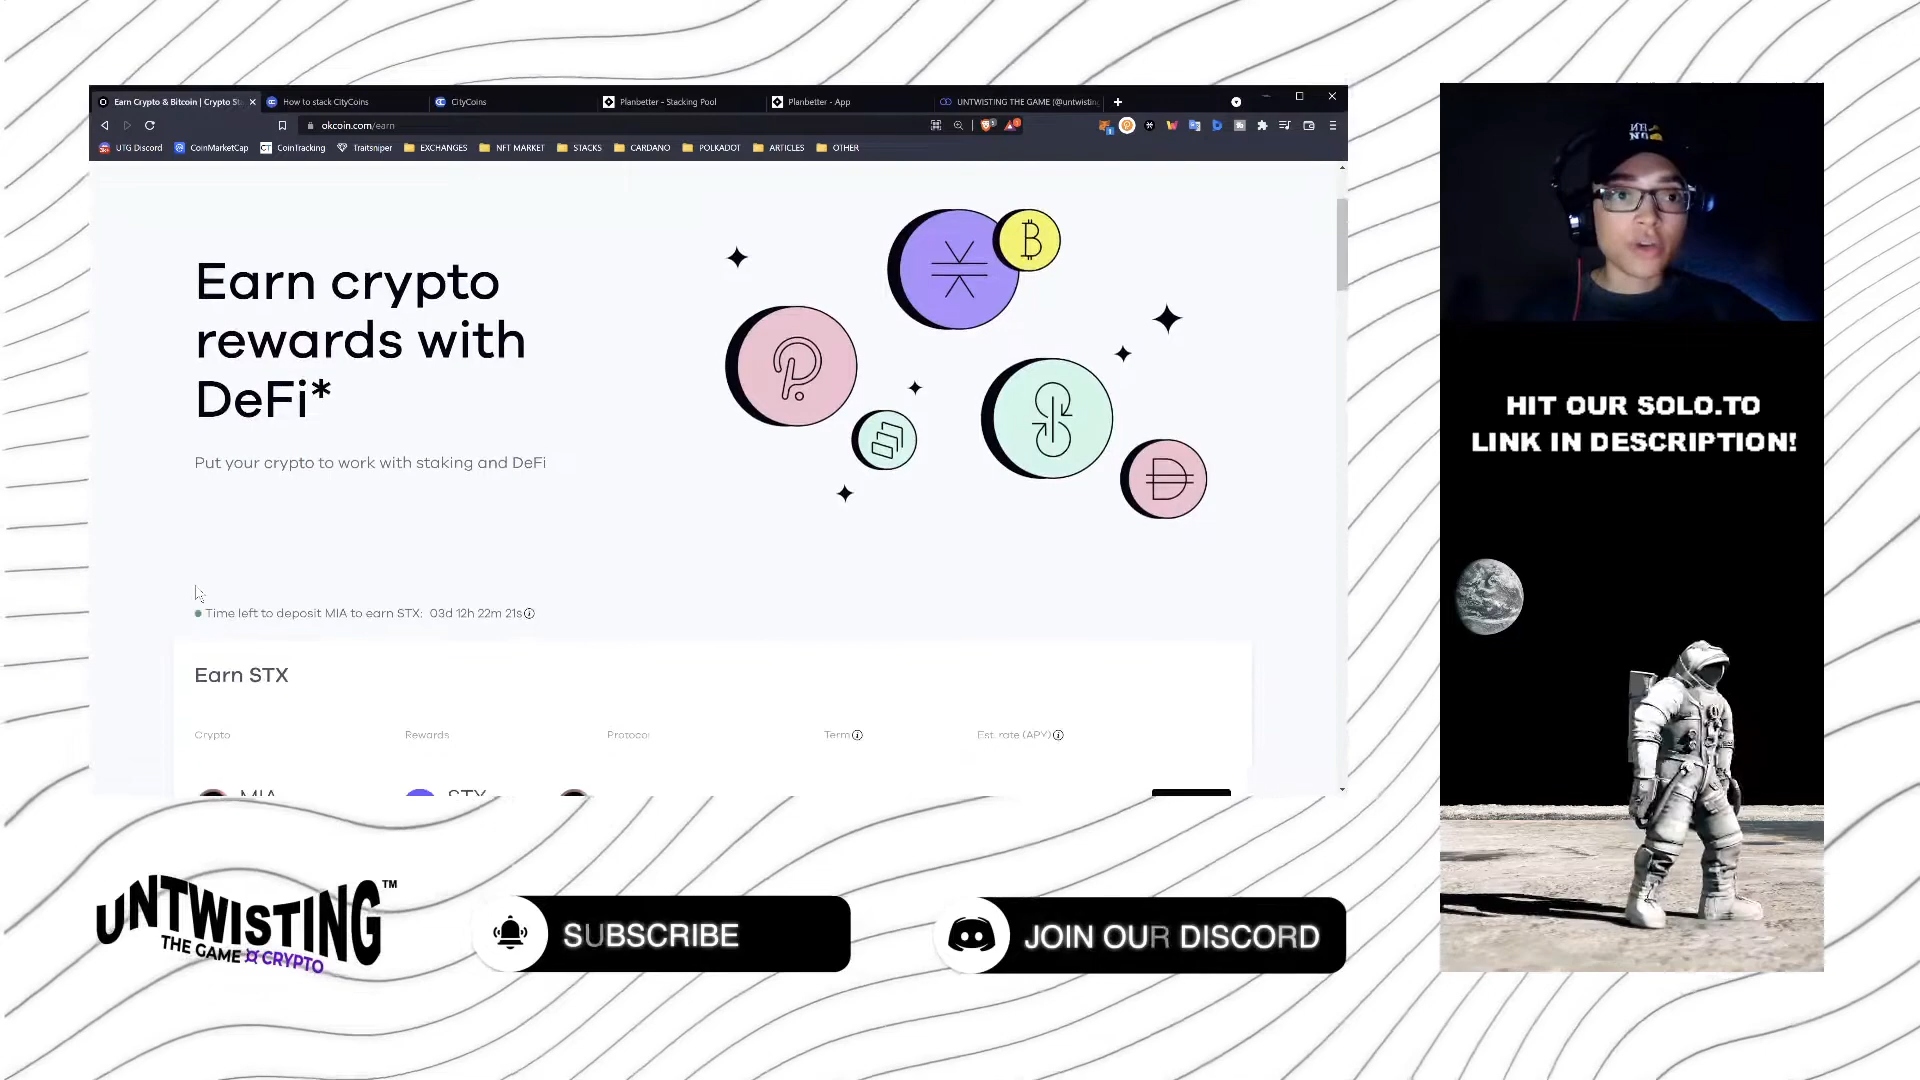 Earn Crypto & Bitcoin | Crypto St
How to stack CityCoins
CityCoins
Planbetter - Stacking Pool
Planbetter - App
UNTWISTING THE GAME (@untwisting
okcoin.com/earn
UTG Discord
CoinMarketCap
CoinTracking
Traitsniper
EXCHANGES
NFT MARKET
STACKS
CARDANO
POLKADOT
ARTICLES
OTHER
Earn crypto
rewards with
DeFi*
Put your crypto to work with staking and DeFi
Time left to deposit MIA to earn STX: 03d 12h 22m 21s
Earn STX
Crypto
Rewards
Protocol
Term
Est. rate (APY)
MIA
STX
HIT OUR SOLO.TO
LINK IN DESCRIPTION!
UNTWISTING™
THE GAME CRYPTO
SUBSCRIBE
JOIN OUR DISCORD